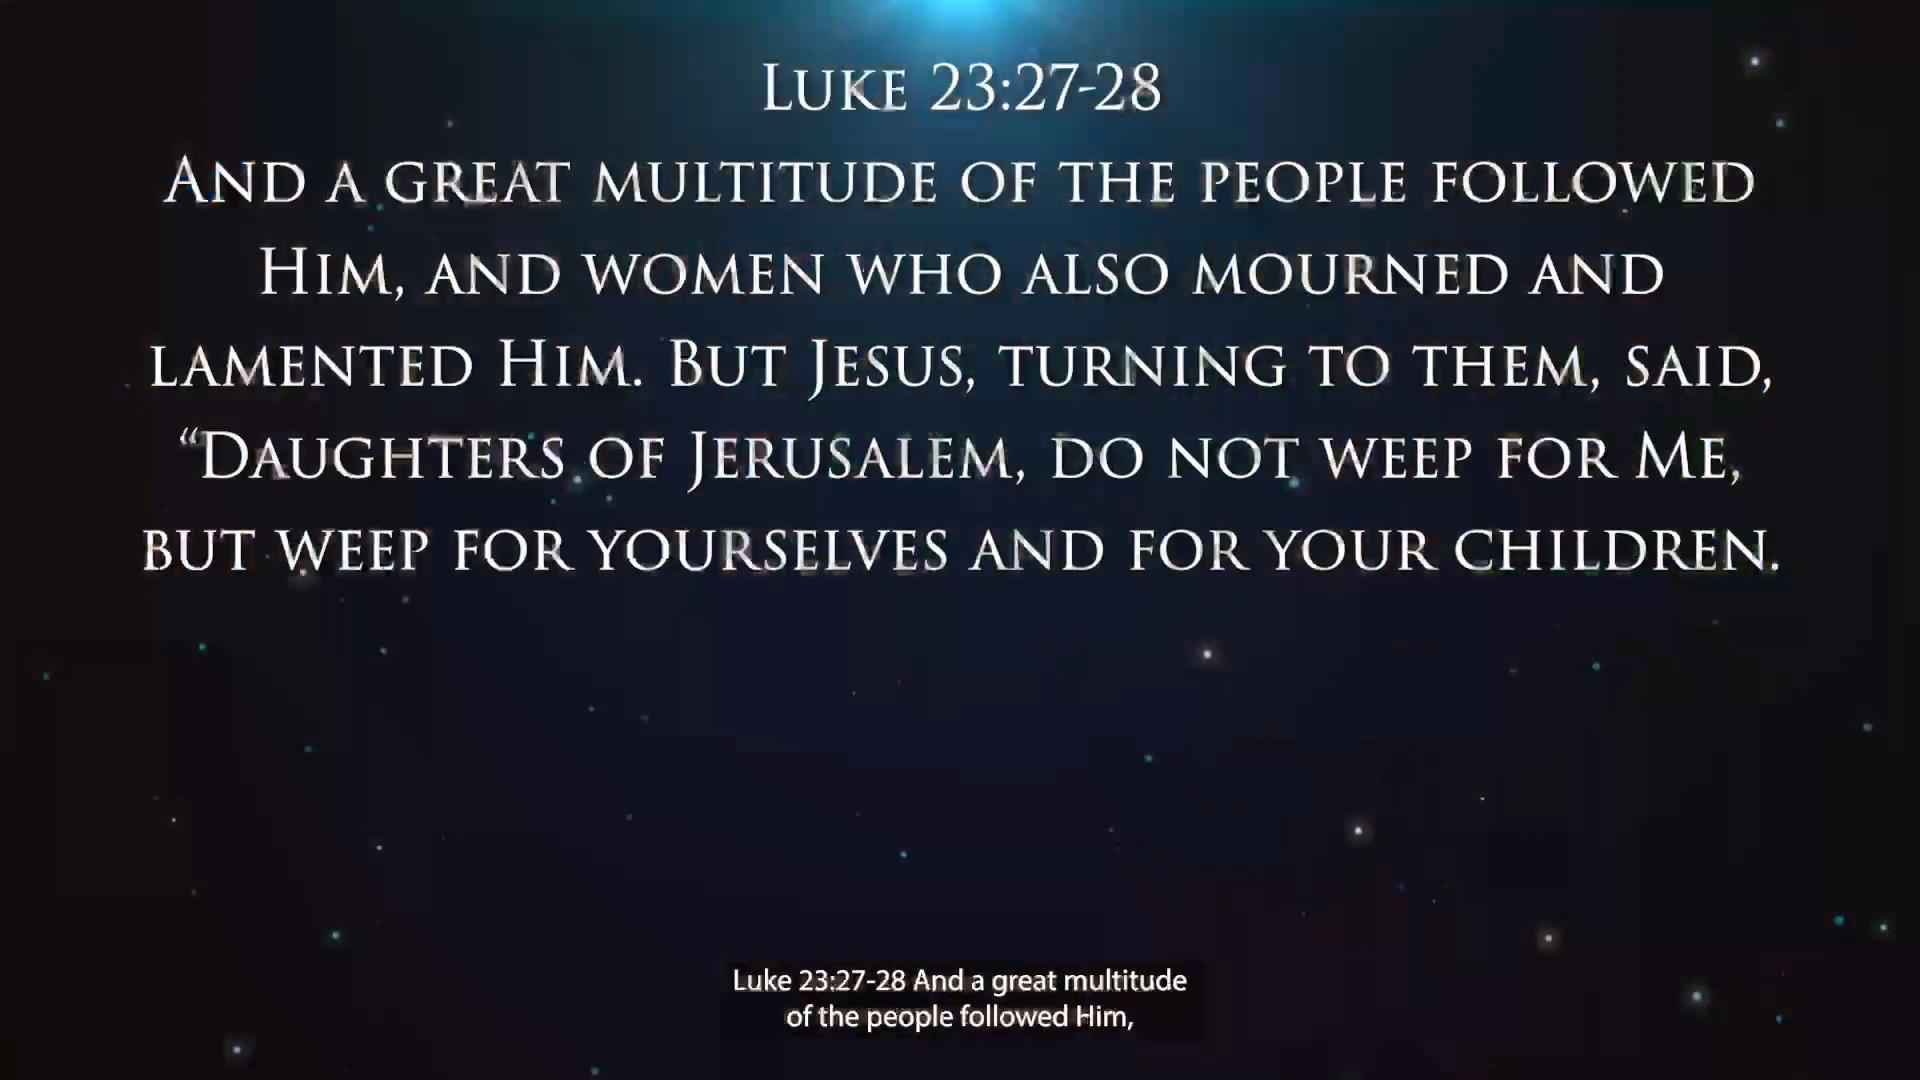 Luke 23:27-28
And a great multitude of the people followed
Him, and women who also mourned and
lamented Him. But Jesus, turning to them, said,
“Daughters of Jerusalem, do not weep for Me,
but weep for yourselves and for your children.
Luke 23:27-28 And a great multitude
of the people followed Him,